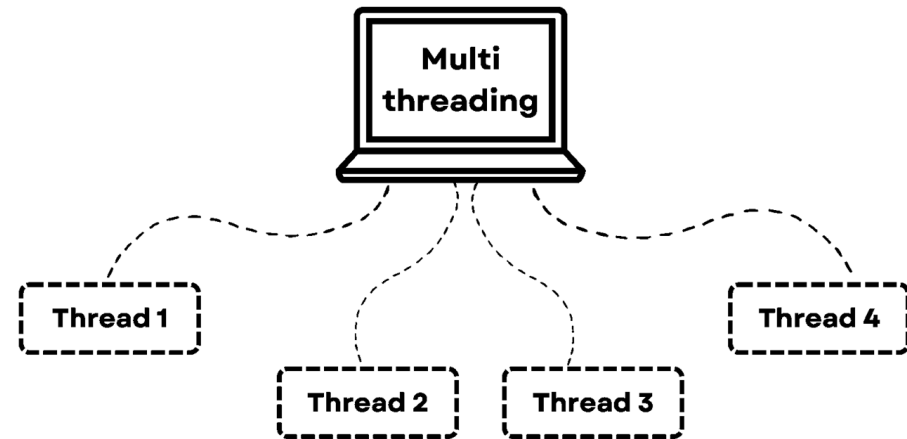 Multi
threading
Thread 1
Thread 4
Thread 2
Thread 3